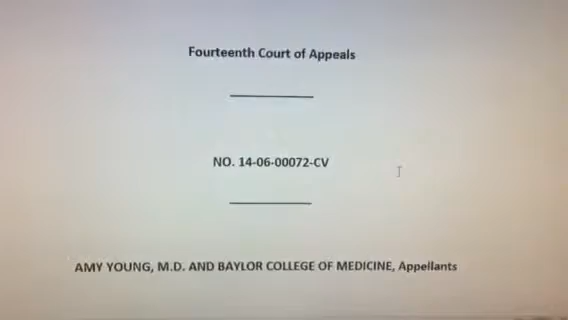 Fourteenth Court of Appeals
NO. 14-06-00072-CV
AMY YOUNG, M.D. AND BAYLOR COLLEGE OF MEDICINE, Appellants